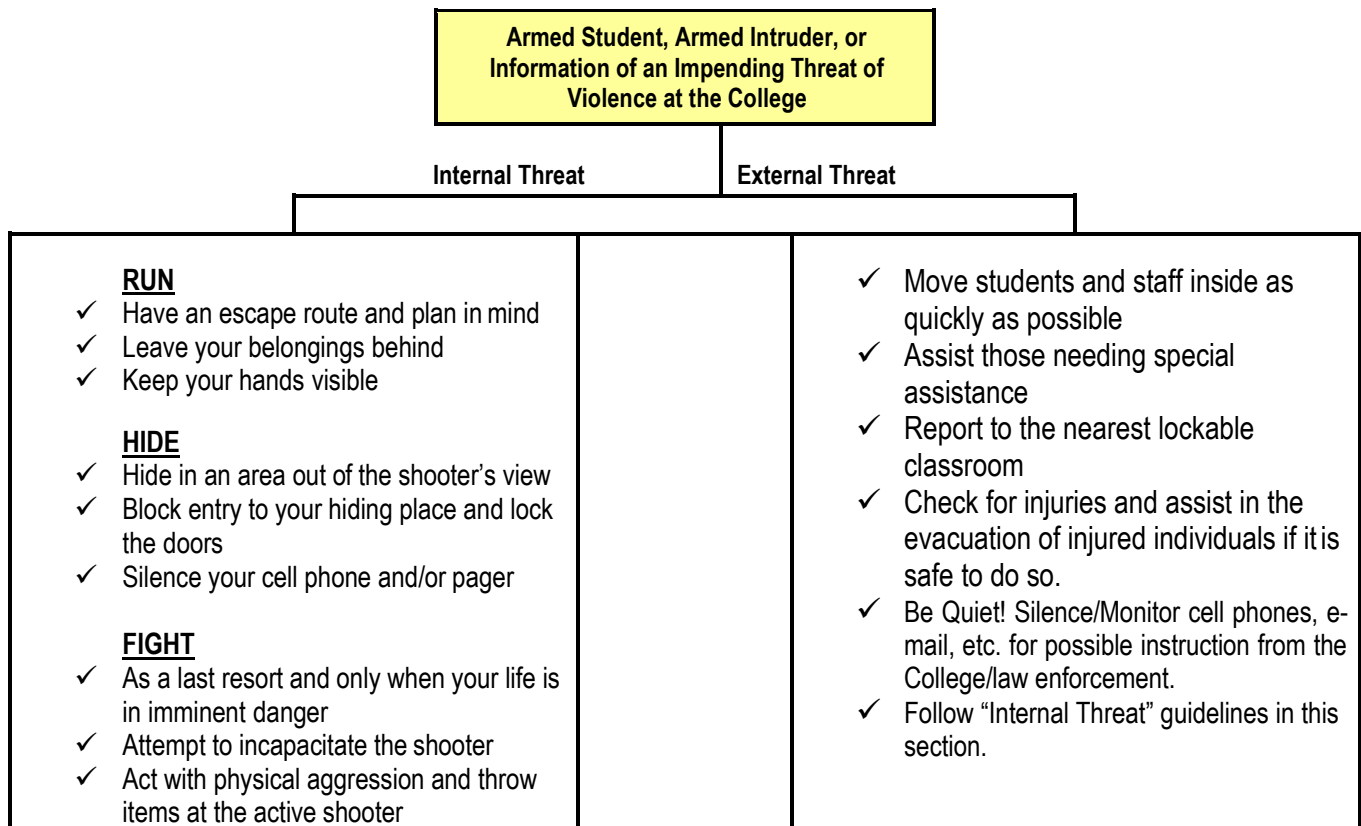 Armed Student, Armed Intruder, or
Information of an Impending Threat of
Violence at the College
Internal Threat
External Threat
RUN
✓ Have an escape route and plan in mind
✓ Leave your belongings behind
✓ Keep your hands visible
HIDE
✓ Hide in an area out of the shooter’s view
✓ Block entry to your hiding place and lock
the doors
✓ Silence your cell phone and/or pager
FIGHT
✓ As a last resort and only when your life is
in imminent danger
✓ Attempt to incapacitate the shooter
✓ Act with physical aggression and throw
items at the active shooter
✓ Move students and staff inside as
quickly as possible
✓ Assist those needing special
assistance
✓ Report to the nearest lockable
classroom
✓ Check for injuries and assist in the
evacuation of injured individuals if it is
safe to do so.
✓ Be Quiet! Silence/Monitor cell phones, e-
mail, etc. for possible instruction from the
College/law enforcement.
✓ Follow “Internal Threat” guidelines in this
section.